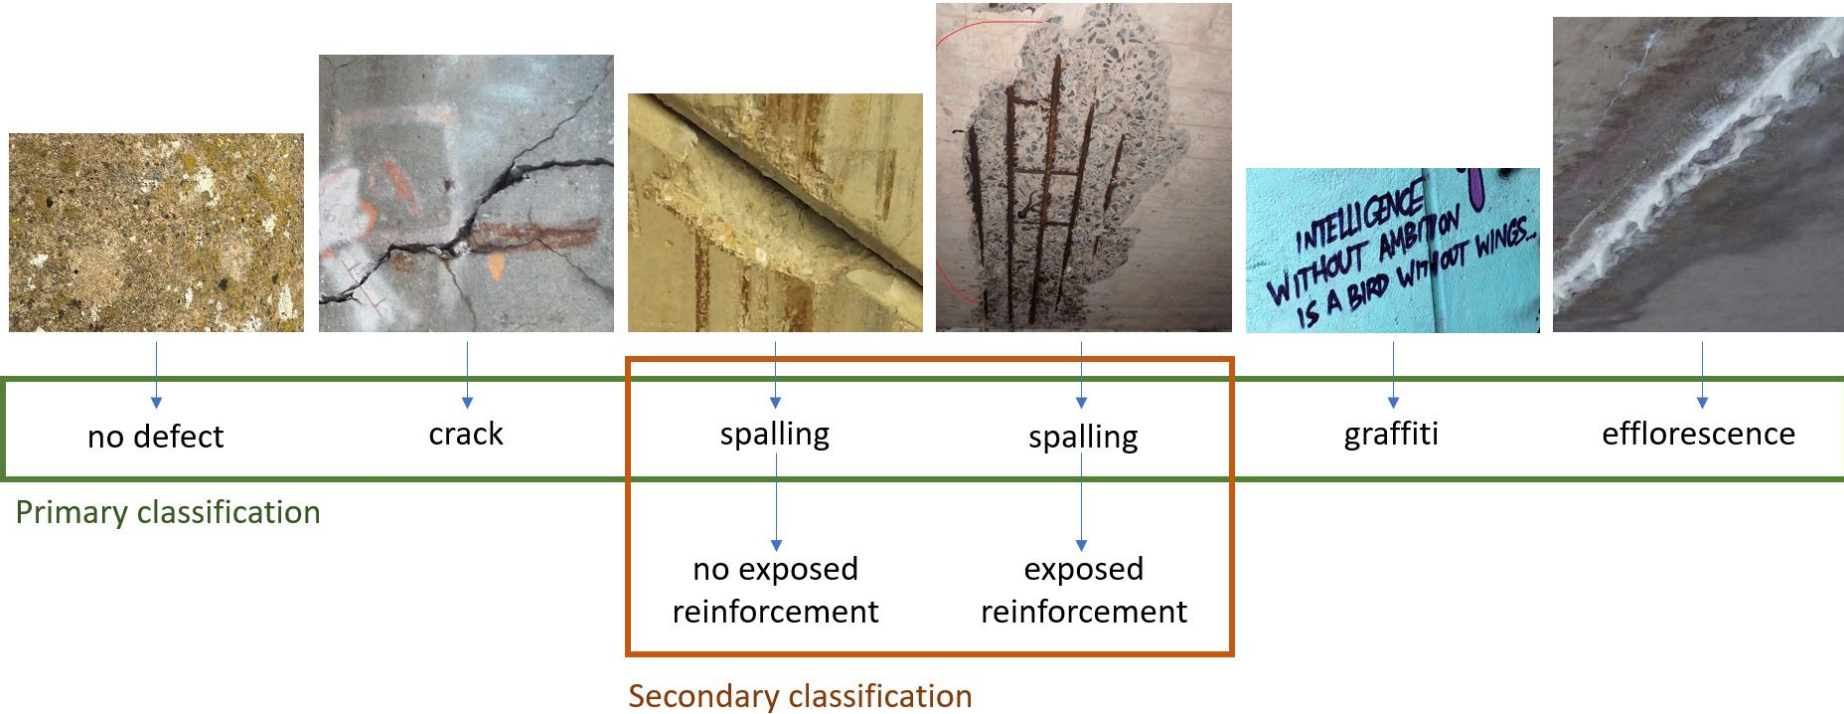 INTELLIGENCE
WITHOUT AMBITION
IS A BIRD WITHOUT WINGS...
no defect
crack
spalling
spalling
graffiti
efflorescence
Primary classification
no exposed
reinforcement
exposed
reinforcement
Secondary classification